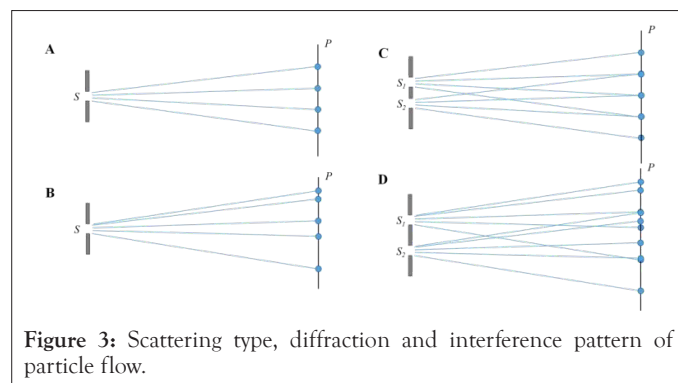 A
P
S
B
P
S
C
P
S1
S2
D
P
S1
S2
Figure 3: Scattering type, diffraction and interference pattern of
particle flow.